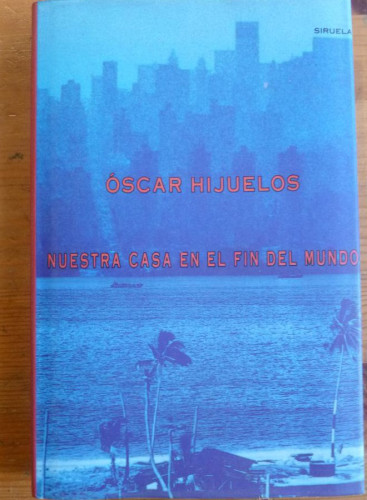 SIRUELA
ÓSCAR HIJUELOS
NUESTRA CASA EN EL FIN DEL MUNDO